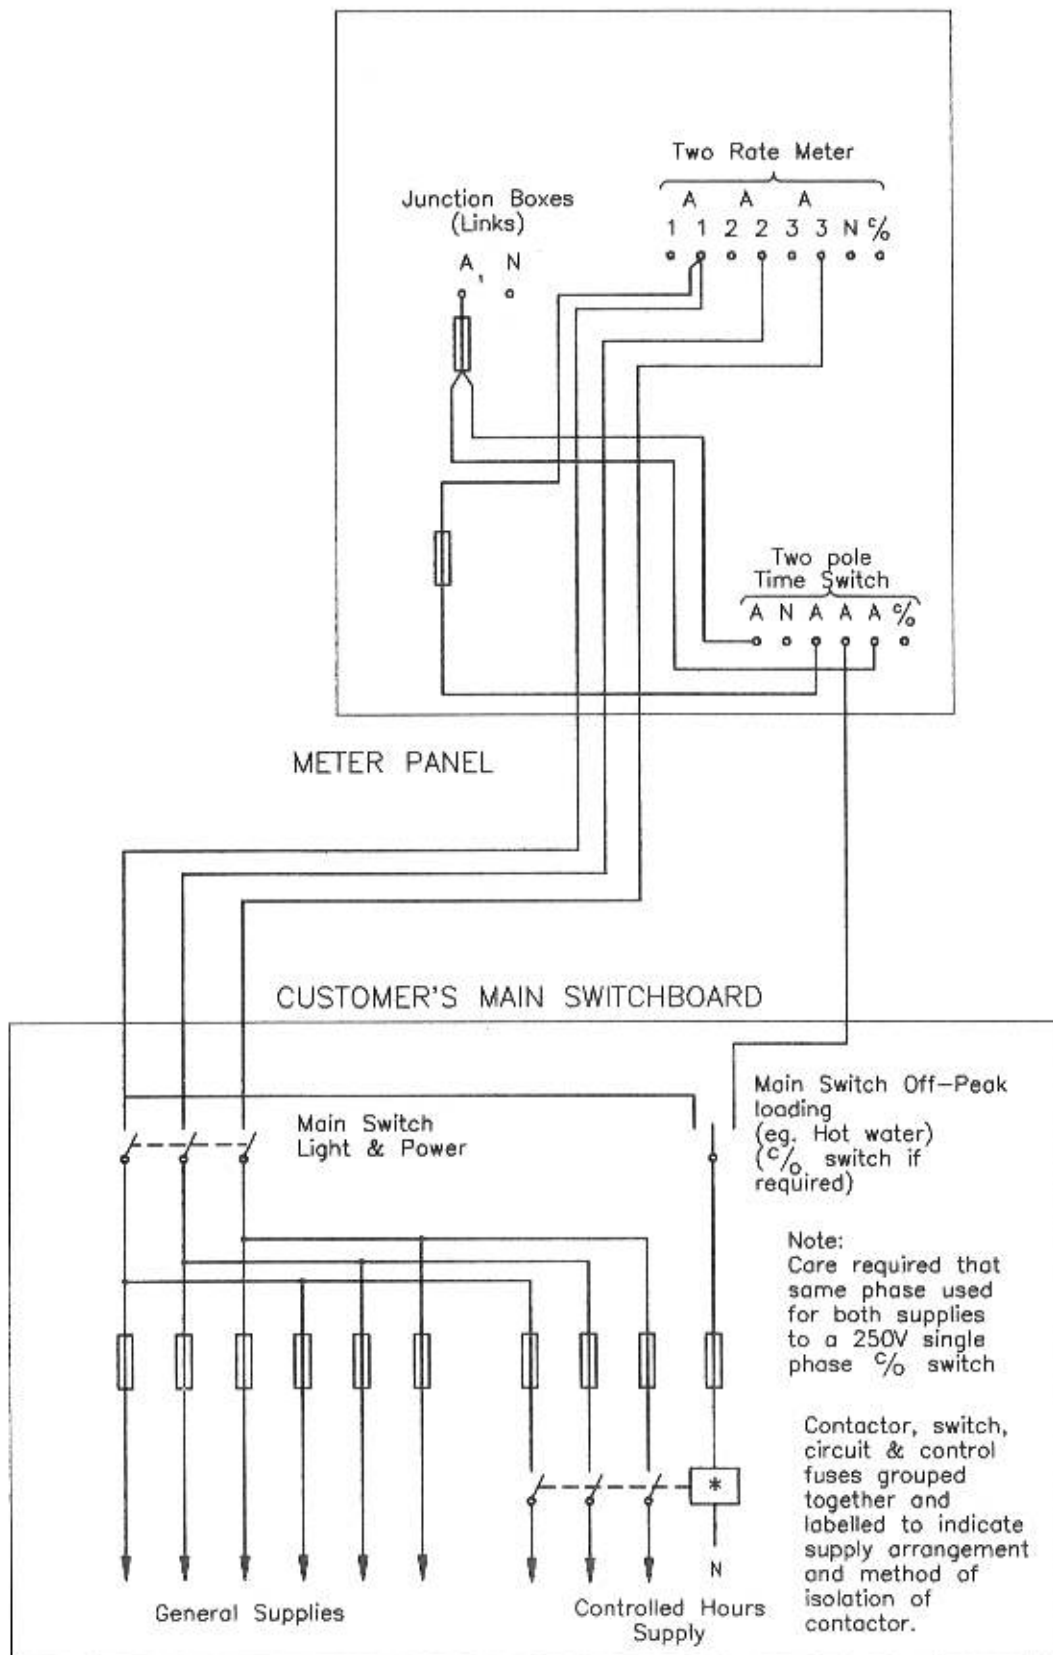 Two Rate Meter
Junction Boxes
(Links)
A A A
1 1 2 2 3 3 N C/O
A, N
Two pole
Time Switch
A N A A A C/O
METER PANEL
CUSTOMER'S MAIN SWITCHBOARD
Main Switch
Light & Power
Main Switch Off-Peak
loading
(eg. Hot water)
(C/O switch if
required)
Note:
Care required that
same phase used
for both supplies
to a 250V single
phase C/O switch
Contactor, switch,
circuit & control
fuses grouped
together and
labelled to indicate
supply arrangement
and method of
isolation of
contactor.
*
N
General Supplies
Controlled Hours
Supply